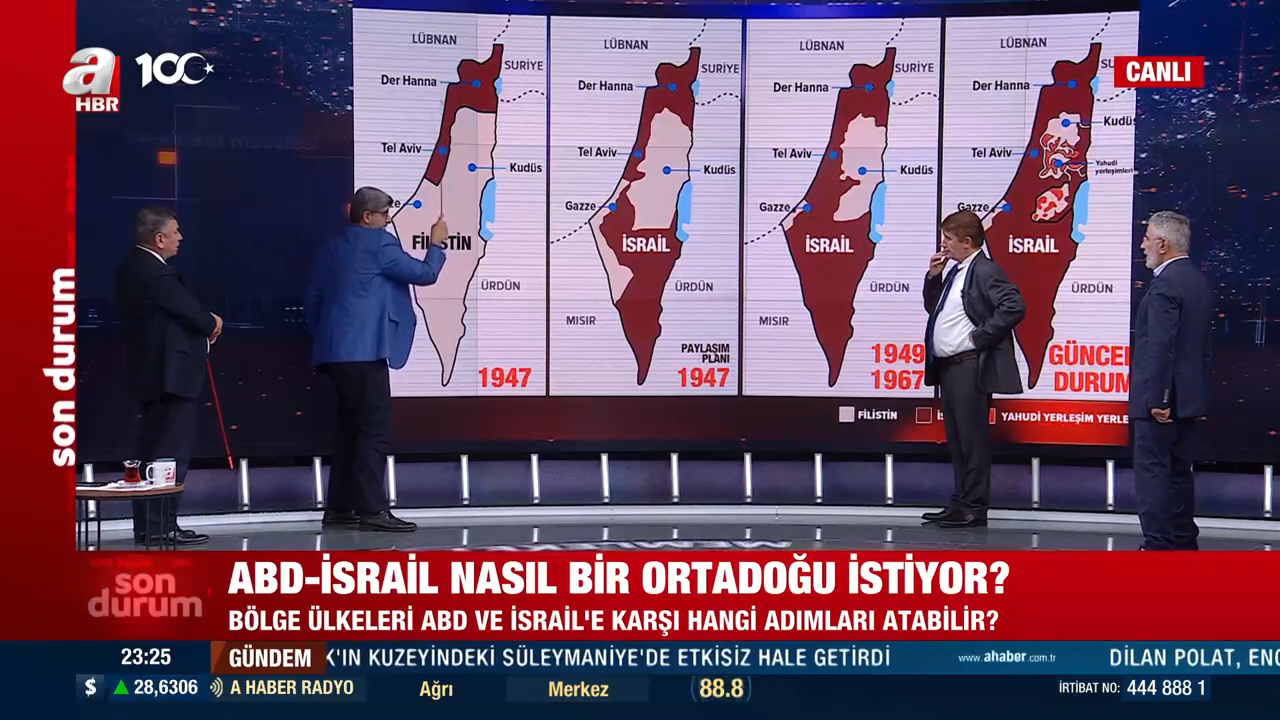 a
HBR
100
CANLI
son durum
LÜBNAN
SURİYE
Der Hanna
Tel Aviv
Kudüs
FİLİSTİN
ÜRDÜN
1947
LÜBNAN
SURİYE
Der Hanna
Tel Aviv
Kudüs
Gazze
İSRAİL
ÜRDÜN
MISIR
PAYLAŞIM
PLANI
1947
LÜBNAN
SURİYE
Der Hanna
Tel Aviv
Kudüs
Gazze
İSRAİL
ÜRDÜN
MISIR
1949
1967
LÜBNAN
Der Hanna
Kudüs
Tel Aviv
Yahudi
yerleşimleri
Gazze
İSRAİL
ÜRDÜN
GÜNCEL
DURUM
FİLİSTİN
YAHUDİ YERLEŞİM YERLE
son
durum
ABD-İSRAİL NASIL BİR ORTADOĞU İSTİYOR?
BÖLGE ÜLKELERİ ABD VE İSRAİL'E KARŞI HANGİ ADIMLARI ATABİLİR?
23:25
GÜNDEM
K'IN KUZEYİNDEKİ SÜLEYMANİYE'DE ETKİSİZ HALE GETİRDİ
www.ahaber.com.tr
DİLAN POLAT, ENG
$ 28,6306
A HABER RADYO
Ağrı
Merkez
88.8
İRTİBAT NO: 444 888 1